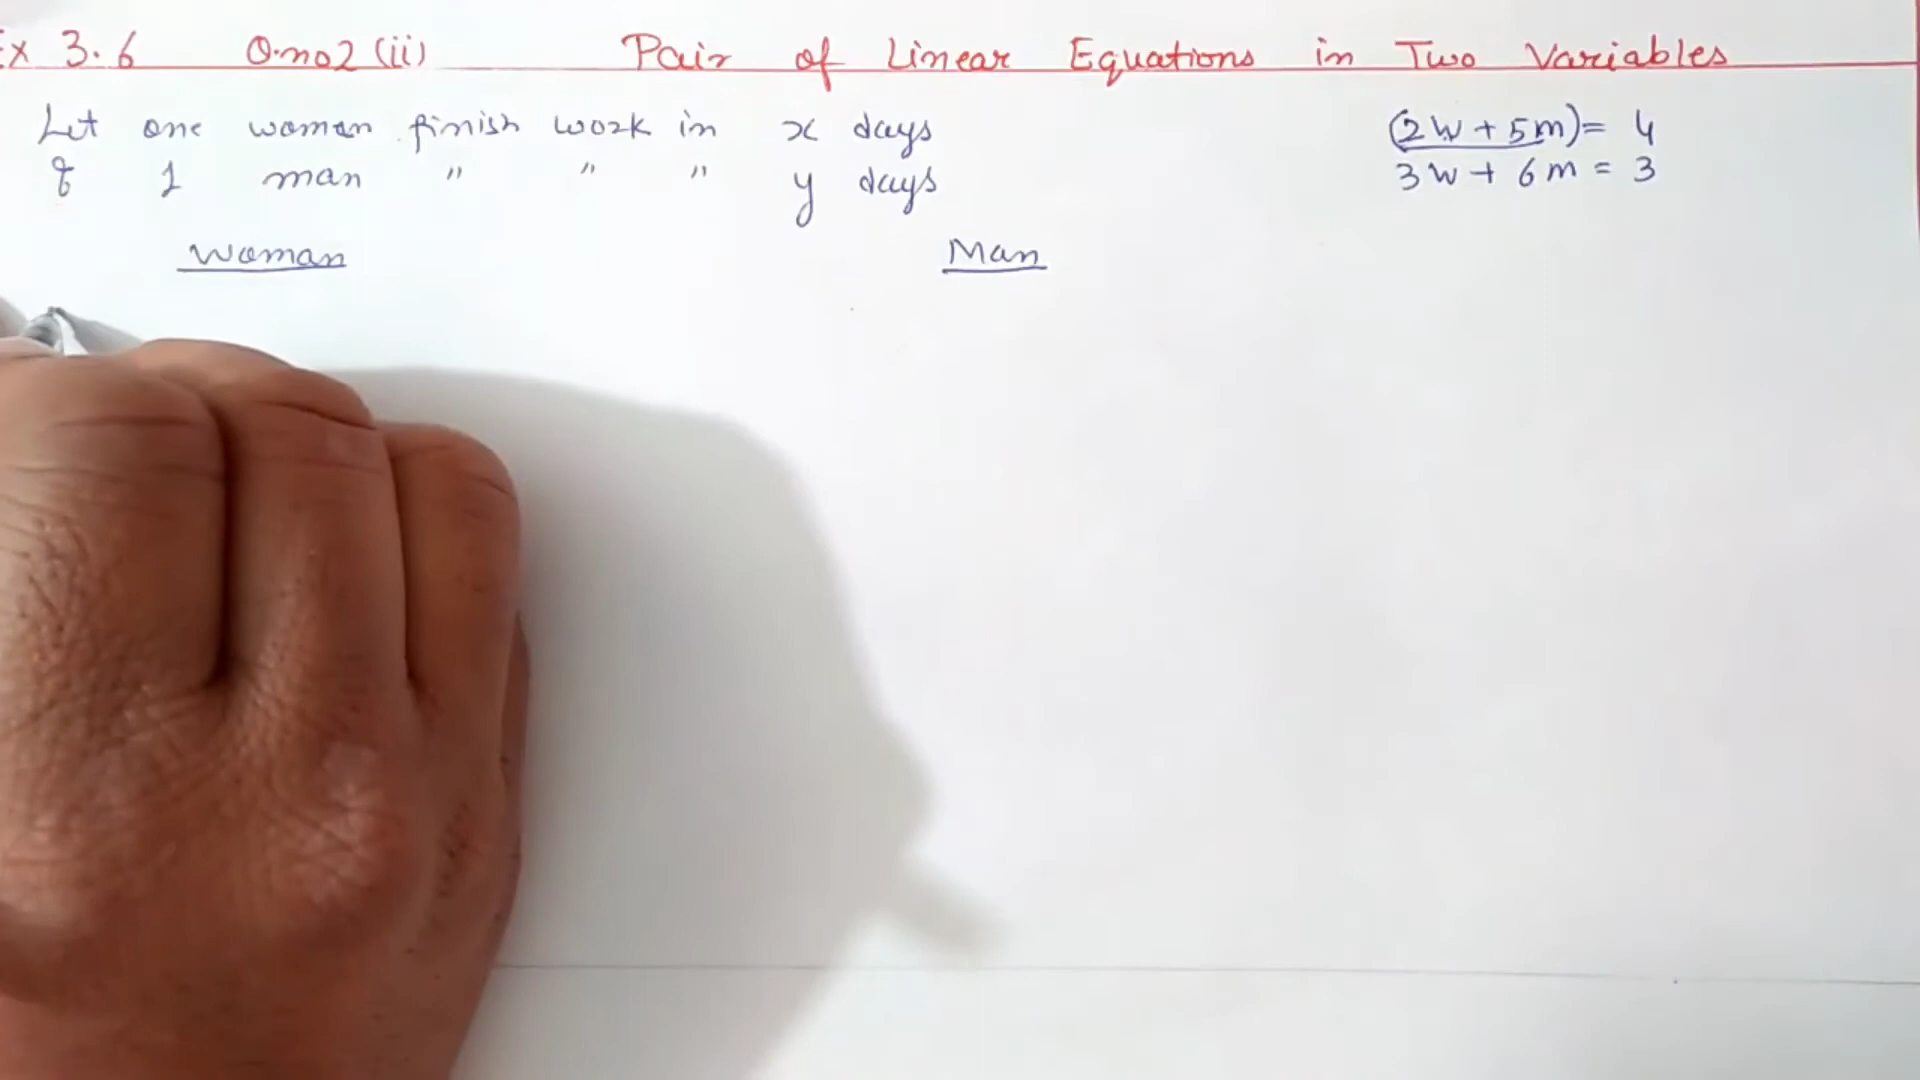 Ex 3.6 Q.no2 (ii) Pair of Linear Equations in Two Variables
Let one woman finish work in x days
& 1 man " " " y days
(2W + 5m) = 4
3W + 6m = 3
Woman Man